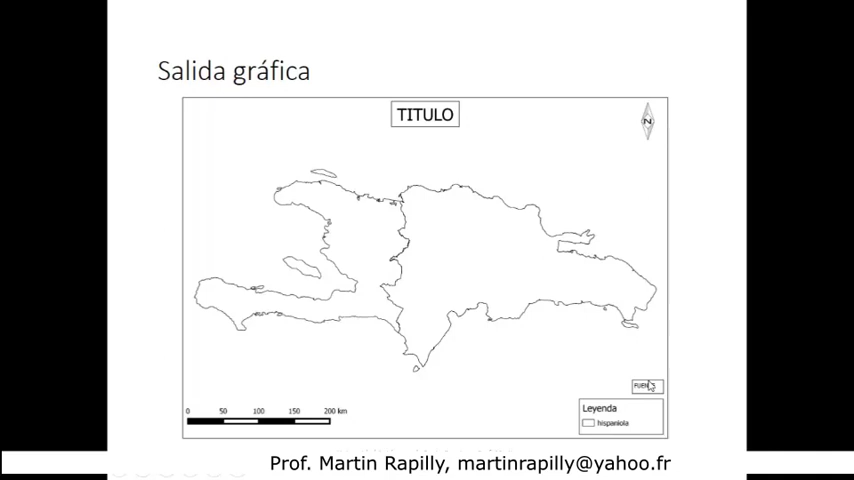 Salida gráfica
TITULO
N
0 50 100 150 200 km
Leyenda
hispaniola
Prof. Martin Rapilly, martinrapilly@yahoo.fr